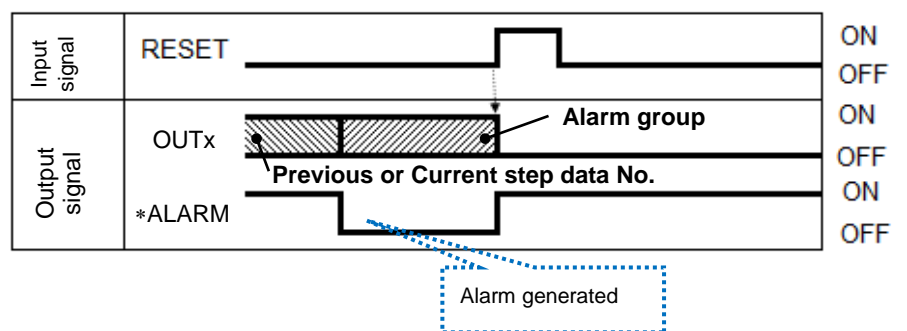 Input signal
RESET
ON
OFF
Output signal
OUTx
Alarm group
ON
OFF
Previous or Current step data No.
*ALARM
ON
OFF
Alarm generated